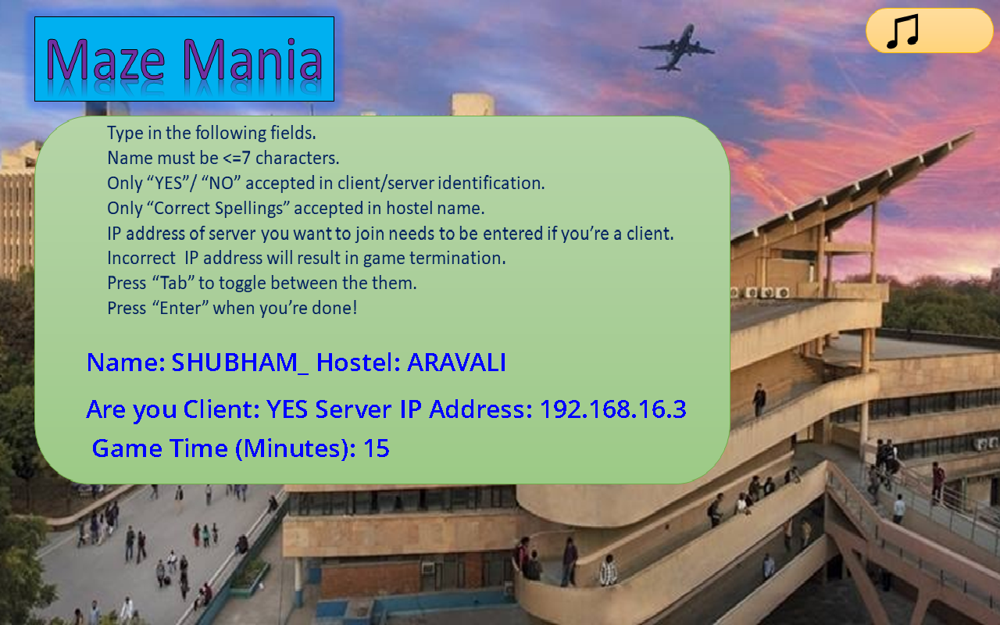 Maze Mania
Type in the following fields.
Name must be <=7 characters.
Only “YES”/ “NO” accepted in client/server identification.
Only “Correct Spellings” accepted in hostel name.
IP address of server you want to join needs to be entered if you’re a client.
Incorrect IP address will result in game termination.
Press “Tab” to toggle between the them.
Press “Enter” when you’re done!
Name: SHUBHAM_ Hostel: ARAVALI
Are you Client: YES Server IP Address: 192.168.16.3
Game Time (Minutes): 15